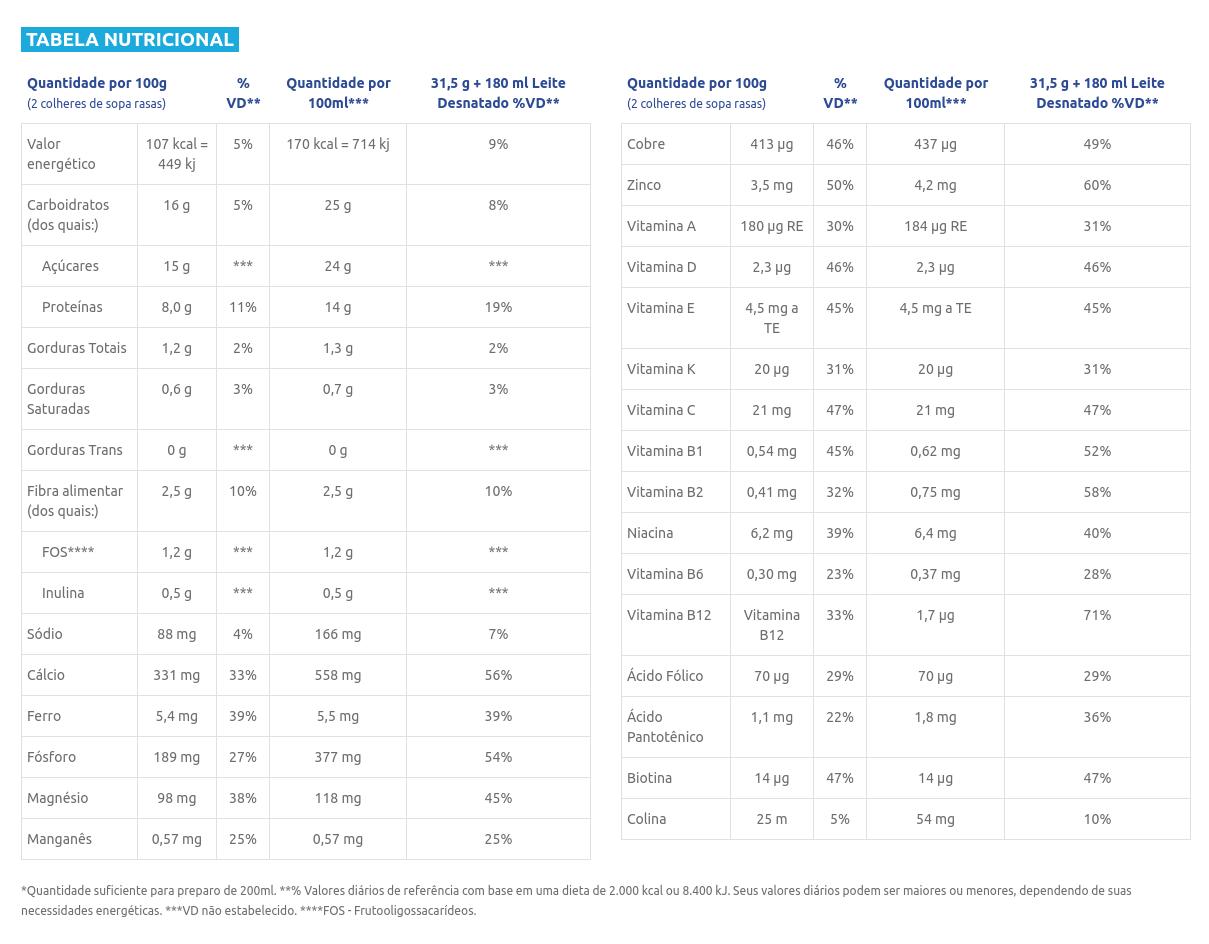 TABELA NUTRICIONAL
Quantidade por 100g % Quantidade por 31,5 g + 180 ml Leite
(2 colheres de sopa rasas) VD** 100ml*** Desnatado %VD**
Valor 107 kcal = 5% 170 kcal = 714 kj 9%
energético 449 kj
Carboidratos 16 g 5% 25 g 8%
(dos quais:)
Açúcares 15 g *** 24 g ***
Proteínas 8,0 g 11% 14 g 19%
Gorduras Totais 1,2 g 2% 1,3 g 2%
Gorduras 0,6 g 3% 0,7 g 3%
Saturadas
Gorduras Trans 0 g *** 0 g ***
Fibra alimentar 2,5 g 10% 2,5 g 10%
(dos quais:)
FOS**** 1,2 g *** 1,2 g ***
Inulina 0,5 g *** 0,5 g ***
Sódio 88 mg 4% 166 mg 7%
Cálcio 331 mg 33% 558 mg 56%
Ferro 5,4 mg 39% 5,5 mg 39%
Fósforo 189 mg 27% 377 mg 54%
Magnésio 98 mg 38% 118 mg 45%
Manganês 0,57 mg 25% 0,57 mg 25%
Quantidade por 100g % Quantidade por 31,5 g + 180 ml Leite
(2 colheres de sopa rasas) VD** 100ml*** Desnatado %VD**
Cobre 413 µg 46% 437 µg 49%
Zinco 3,5 mg 50% 4,2 mg 60%
Vitamina A 180 µg RE 30% 184 µg RE 31%
Vitamina D 2,3 µg 46% 2,3 µg 46%
Vitamina E 4,5 mg a 45% 4,5 mg a TE 45%
TE
Vitamina K 20 µg 31% 20 µg 31%
Vitamina C 21 mg 47% 21 mg 47%
Vitamina B1 0,54 mg 45% 0,62 mg 52%
Vitamina B2 0,41 mg 32% 0,75 mg 58%
Niacina 6,2 mg 39% 6,4 mg 40%
Vitamina B6 0,30 mg 23% 0,37 mg 28%
Vitamina B12 Vitamina 33% 1,7 µg 71%
B12
Ácido Fólico 70 µg 29% 70 µg 29%
Ácido 1,1 mg 22% 1,8 mg 36%
Pantotênico
Biotina 14 µg 47% 14 µg 47%
Colina 25 m 5% 54 mg 10%
*Quantidade suficiente para preparo de 200ml. **% Valores diários de referência com base em uma dieta de 2.000 kcal ou 8.400 kJ. Seus valores diários podem ser maiores ou menores, dependendo de suas
necessidades energéticas. ***VD não estabelecido. ****FOS - Frutooligossacarídeos.